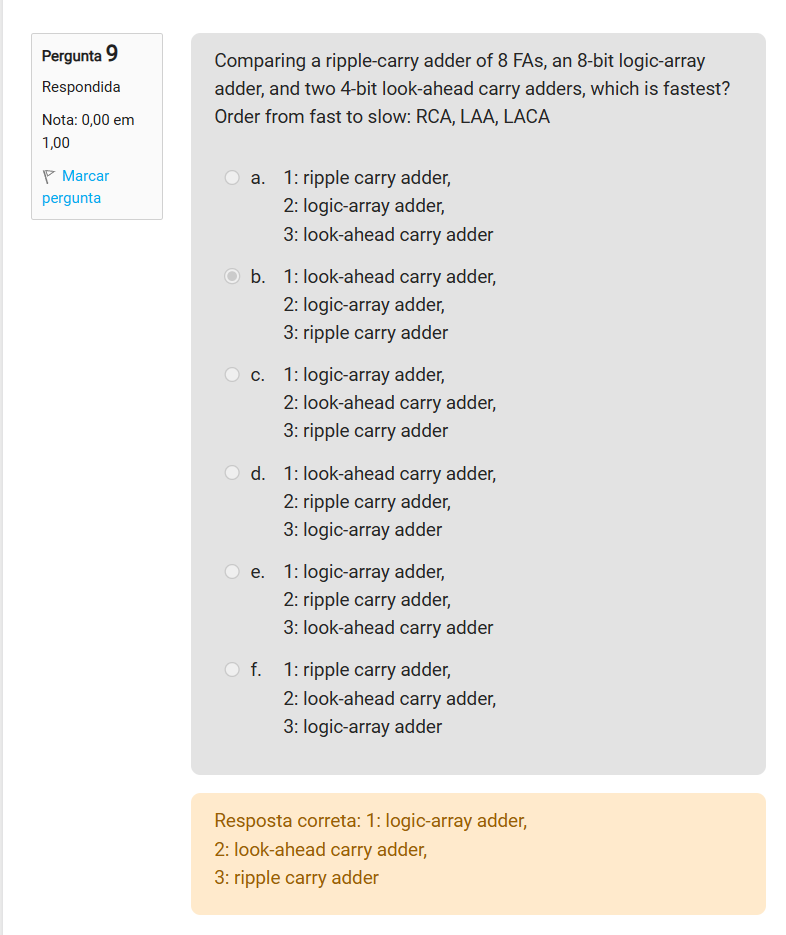 Pergunta 9
Respondida
Nota: 0,00 em
1,00
Marcar
pergunta
Comparing a ripple-carry adder of 8 FAs, an 8-bit logic-array
adder, and two 4-bit look-ahead carry adders, which is fastest?
Order from fast to slow: RCA, LAA, LACA
a. 1: ripple carry adder,
2: logic-array adder,
3: look-ahead carry adder
b. 1: look-ahead carry adder,
2: logic-array adder,
3: ripple carry adder
c. 1: logic-array adder,
2: look-ahead carry adder,
3: ripple carry adder
d. 1: look-ahead carry adder,
2: ripple carry adder,
3: logic-array adder
e. 1: logic-array adder,
2: ripple carry adder,
3: look-ahead carry adder
f. 1: ripple carry adder,
2: look-ahead carry adder,
3: logic-array adder
Resposta correta: 1: logic-array adder,
2: look-ahead carry adder,
3: ripple carry adder